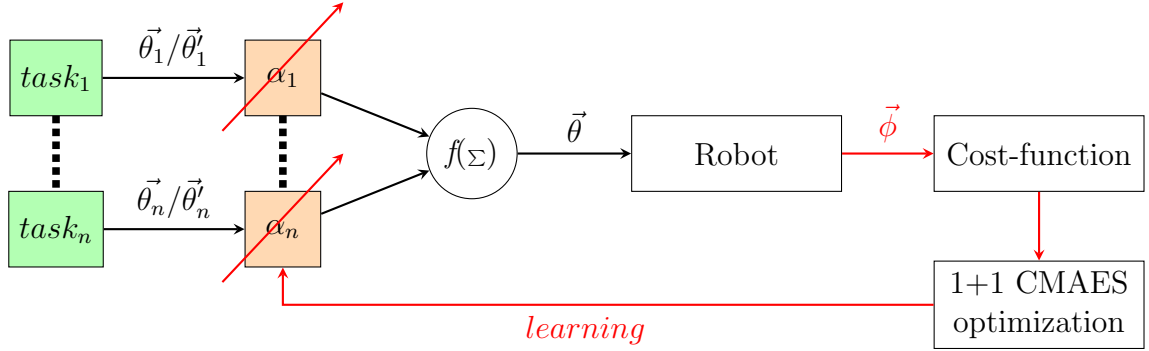 task₁
θ⃗₁/θ⃗′₁
α₁
taskₙ
θ⃗ₙ/θ⃗′ₙ
αₙ
f(Σ)
θ⃗
Robot
ϕ⃗
Cost-function
1+1 CMAES
optimization
learning